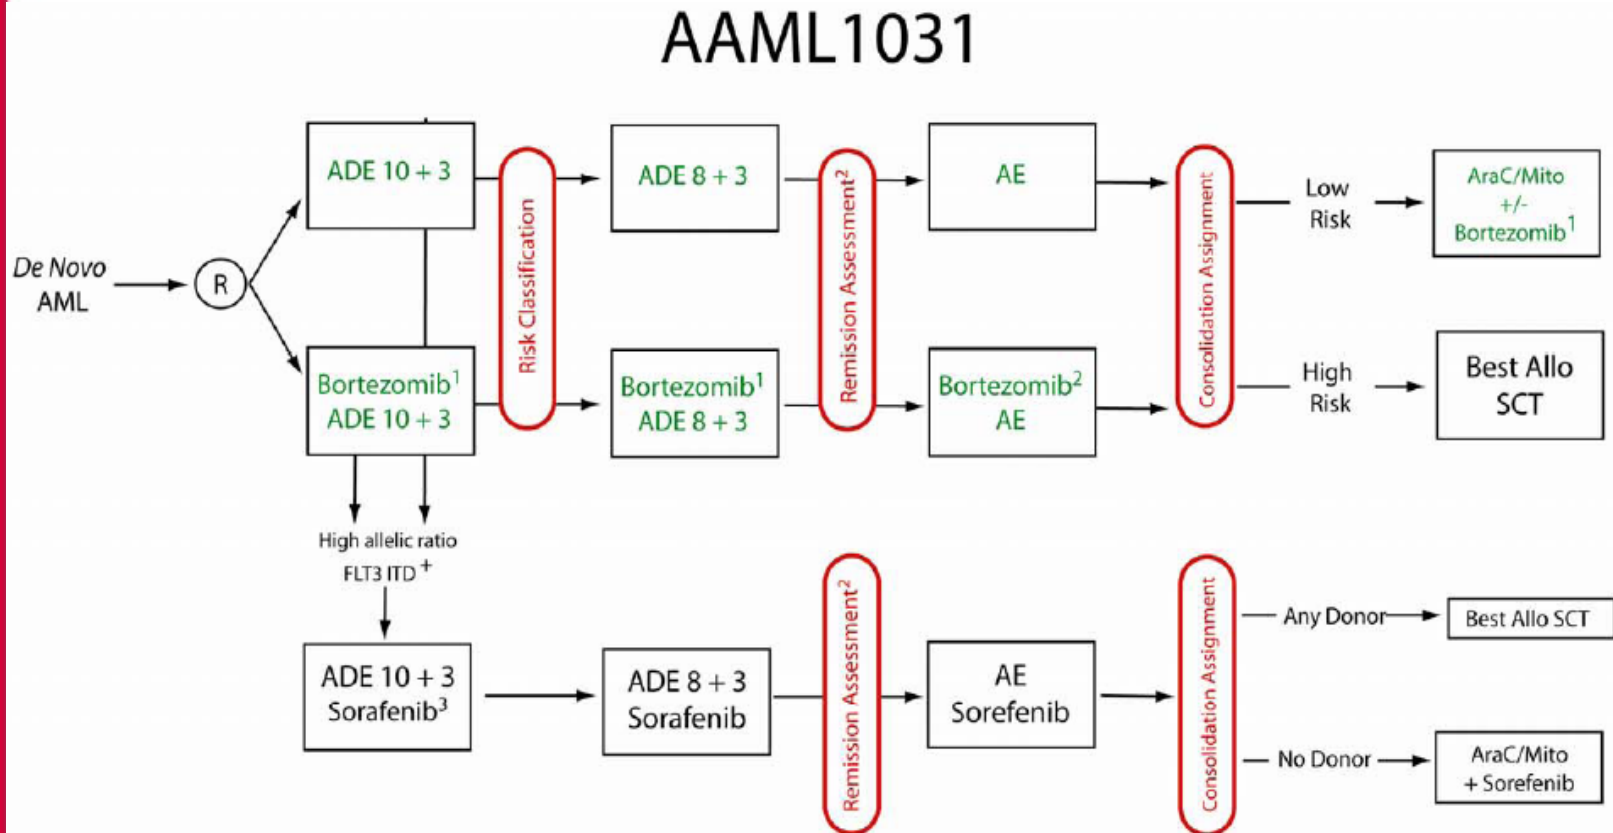 AAML1031
ADE 10 + 3
ADE 8 + 3
AE
Low
Risk
AraC/Mito
+/-
Bortezomib¹
De Novo
AML
R
Risk Classification
Remission Assessment²
Consolidation Assignment
Bortezomib¹
ADE 10 + 3
Bortezomib¹
ADE 8 + 3
Bortezomib²
AE
High
Risk
Best Allo
SCT
High allelic ratio
FLT3 ITD +
ADE 10 + 3
Sorafenib³
ADE 8 + 3
Sorafenib
Remission Assessment²
AE
Sorefenib
Consolidation Assignment
Any Donor
Best Allo SCT
No Donor
AraC/Mito
+ Sorefenib